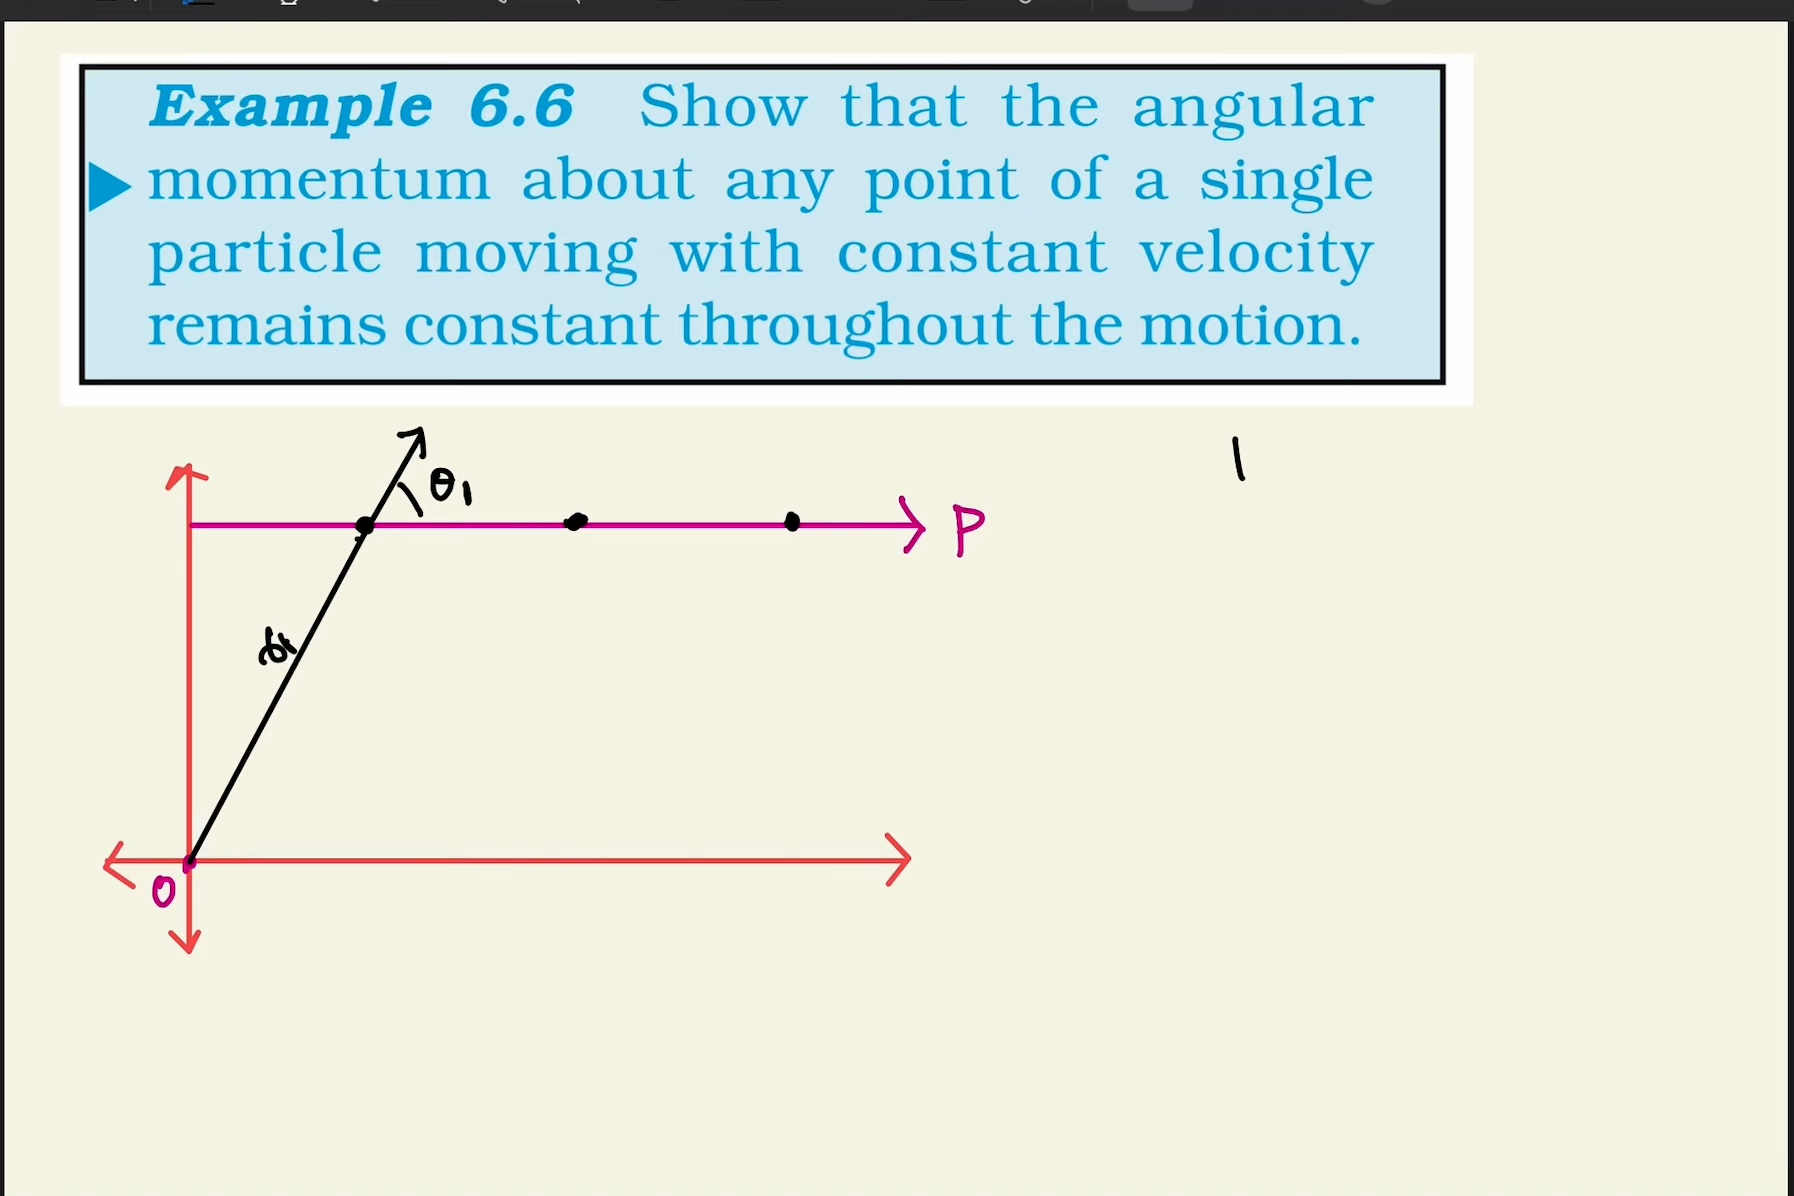 Example 6.6 Show that the angular
momentum about any point of a single
particle moving with constant velocity
remains constant throughout the motion.
θ₁
P
O